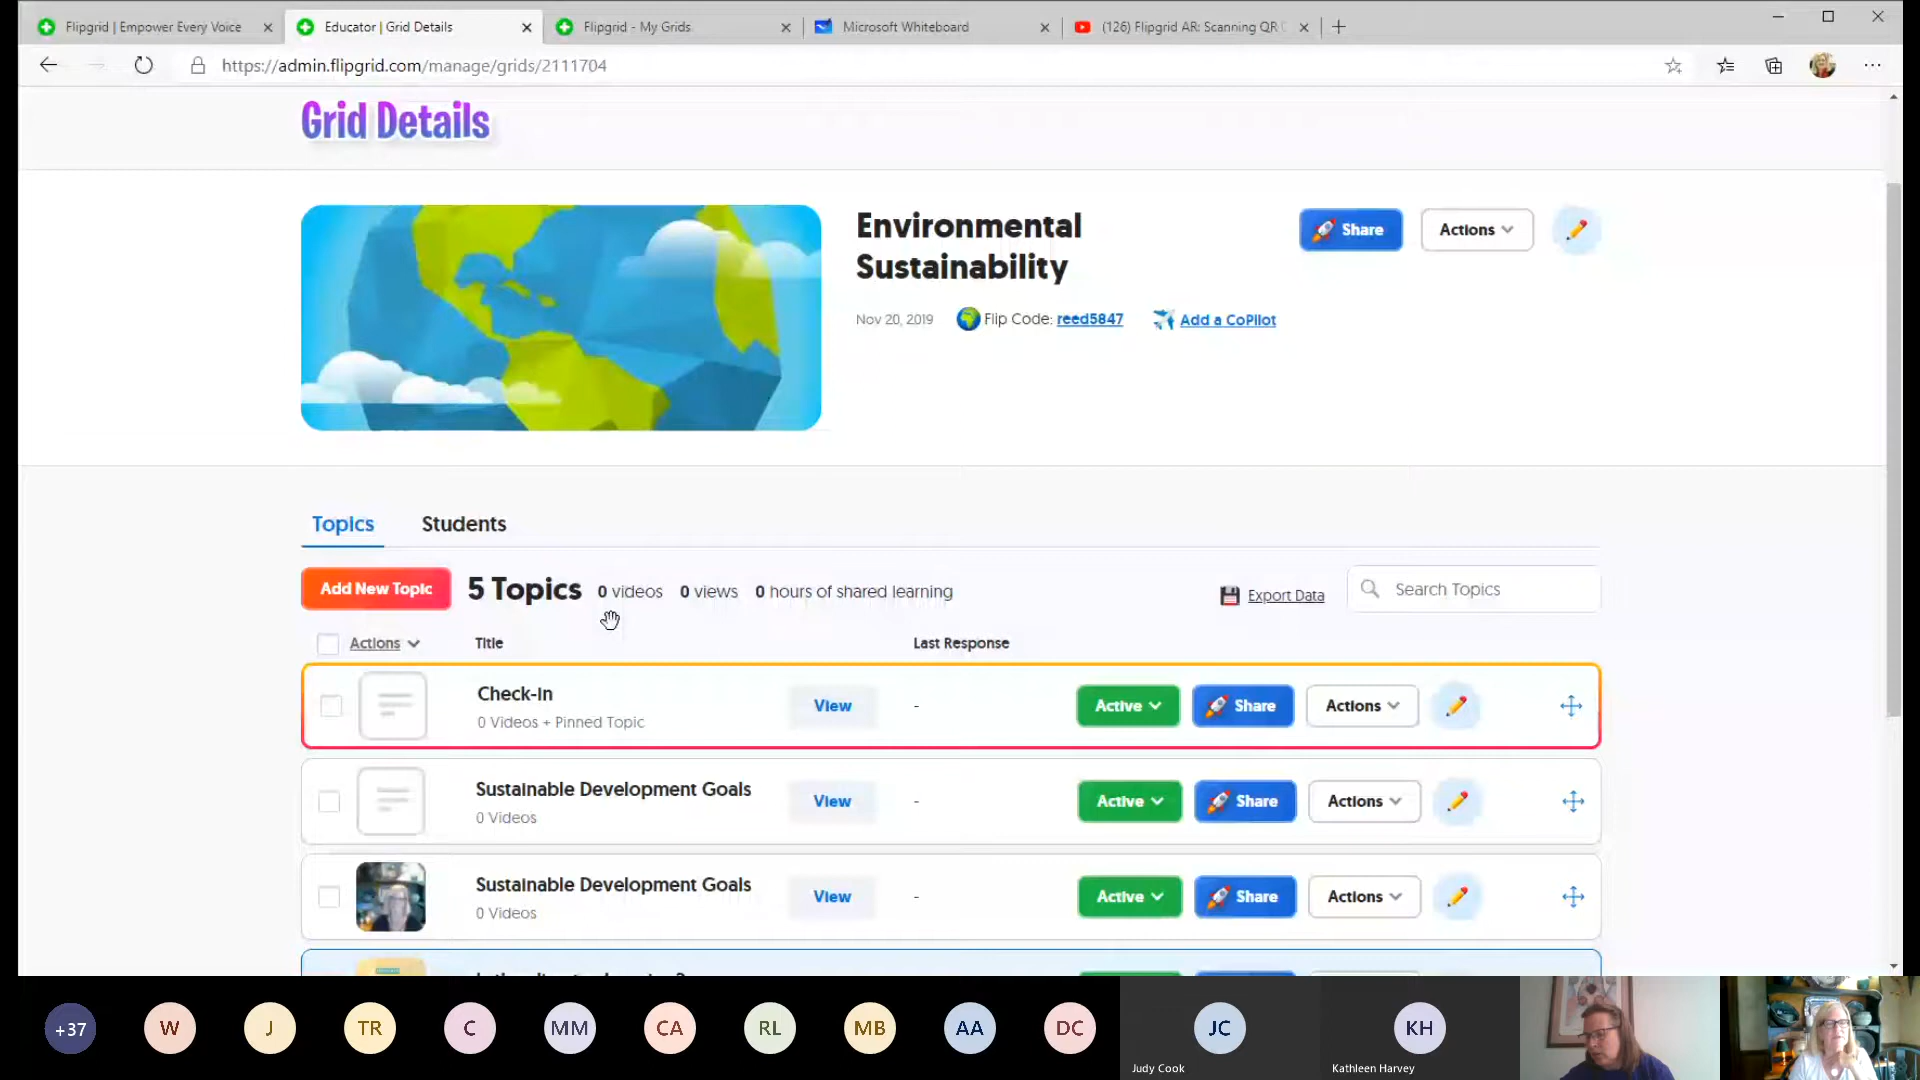 Flipgrid | Empower Every Voice
Educator | Grid Details
Flipgrid - My Grids
Microsoft Whiteboard
(126) Flipgrid AR: Scanning QR
https://admin.flipgrid.com/manage/grids/2111704
Grid Details
Environmental
Sustainability
Share
Actions
Nov 20, 2019
Flip Code: reed5847
Add a CoPilot
Topics
Students
Add New Topic
5 Topics
0 videos
0 views
0 hours of shared learning
Export Data
Search Topics
Actions
Title
Last Response
Check-in
0 Videos + Pinned Topic
View
-
Active
Share
Actions
Sustainable Development Goals
0 Videos
View
-
Active
Share
Actions
Sustainable Development Goals
0 Videos
View
-
Active
Share
Actions
+37
W
J
TR
C
MM
CA
RL
MB
AA
DC
JC
Judy Cook
KH
Kathleen Harvey